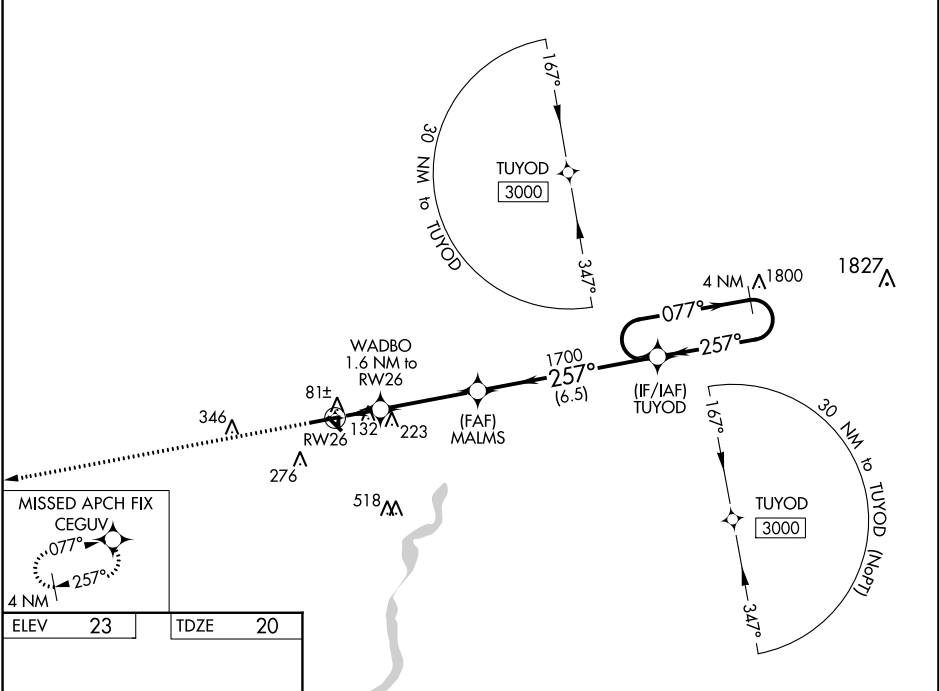 167°
30 NM to TUYOD
TUYOD
3000
347°
4 NM
1800
1827
077°
257°
WADBO
1.6 NM to
RW26
1700
257°
(6.5)
(IF/IAF)
TUYOD
81±
346
132
223
RW26
(FAF)
MALMS
276
518
167°
30 NM to TUYOD (NoPT)
TUYOD
3000
347°
MISSED APCH FIX
CEGUV
077°
257°
4 NM
ELEV 23
TDZE 20